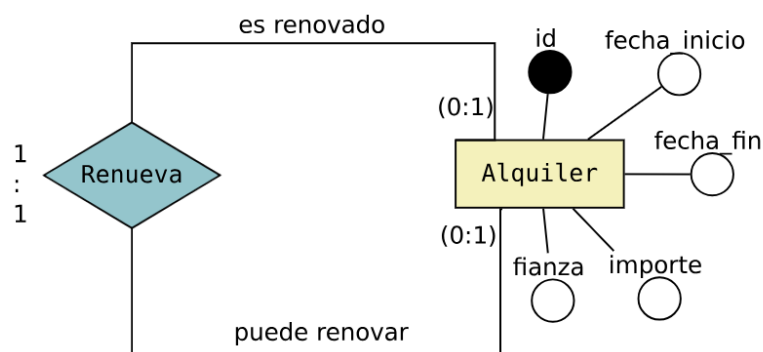 es renovado
id
fecha_inicio
(0:1)
fecha_fin
1
:
1
Renueva
Alquiler
(0:1)
fianza
importe
puede renovar